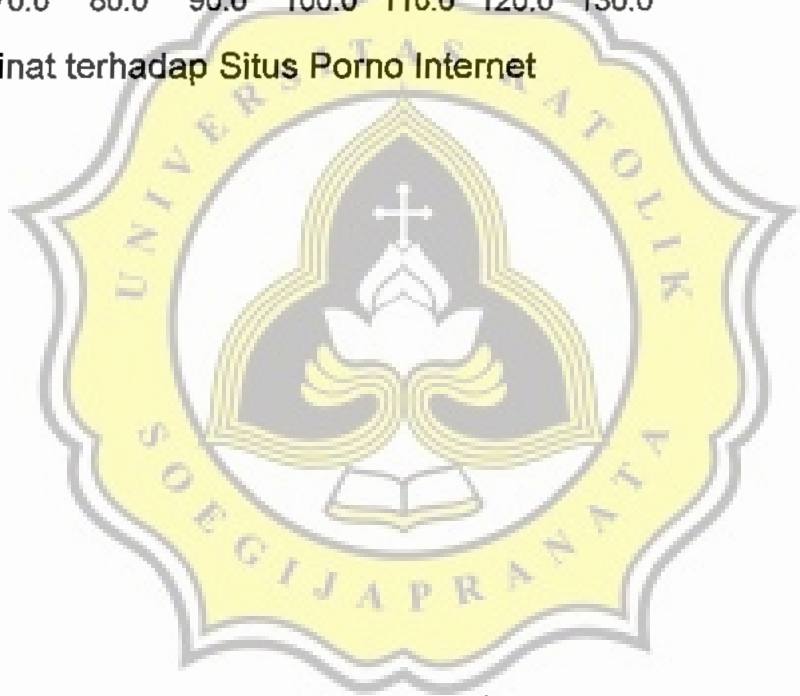 70.0 80.0 90.0 100.0 110.0 120.0 130.0
inat terhadap Situs Porno Internet
UNIVERSITAS KATOLIK
SOEGIJAPRANATA